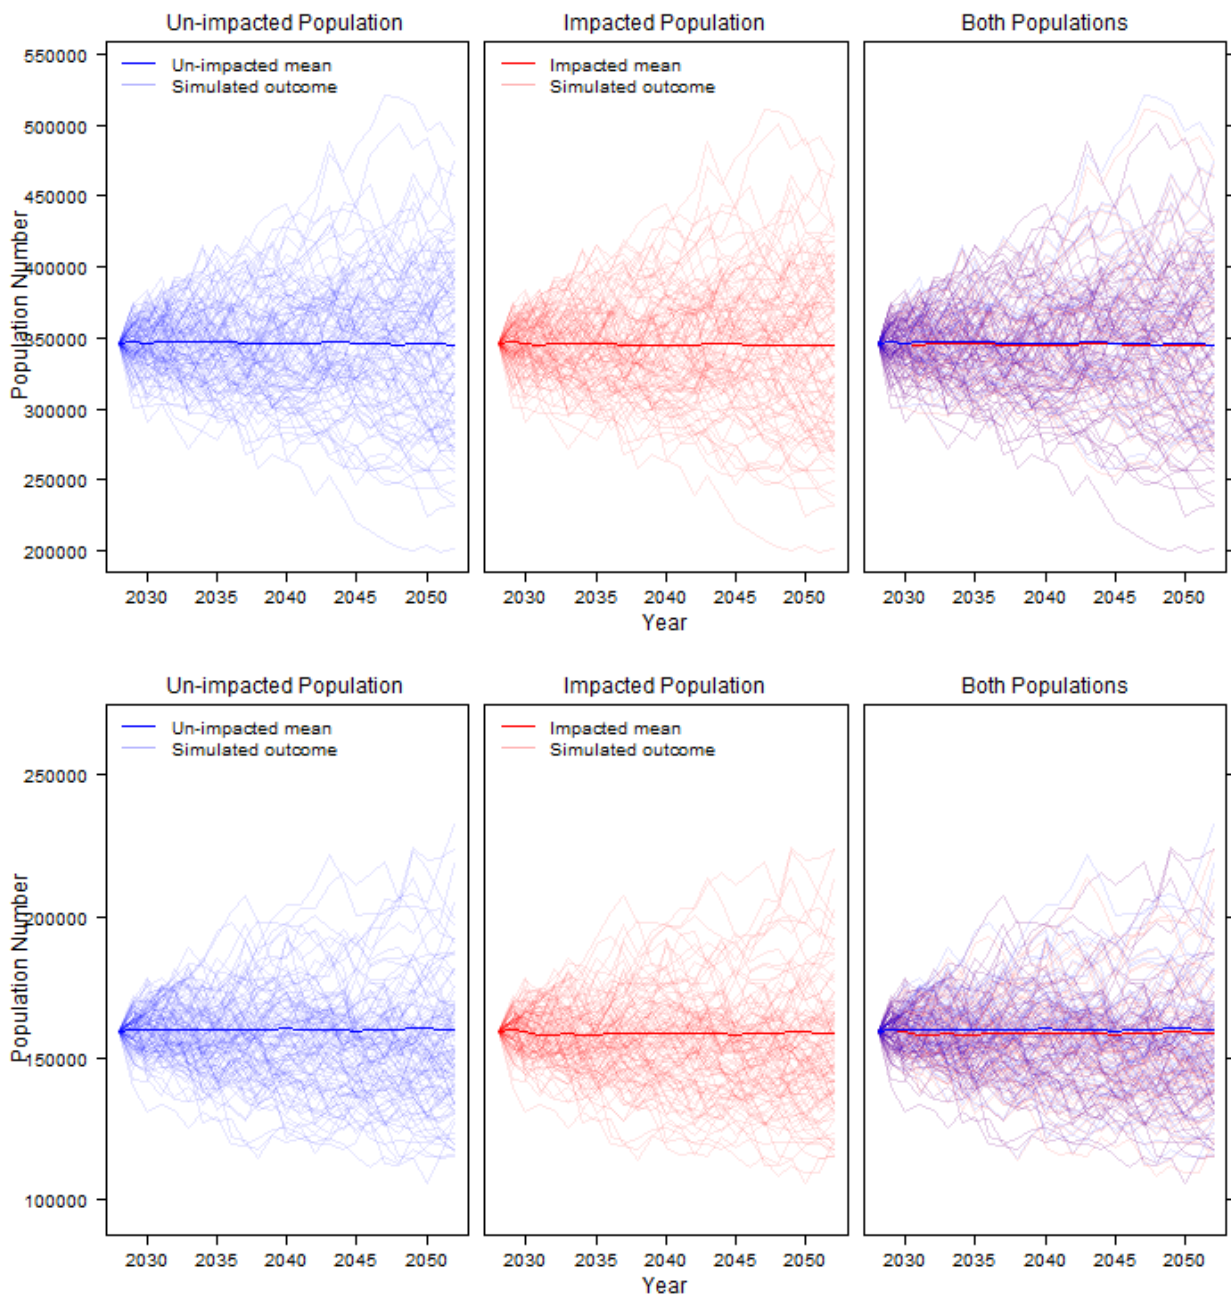 Un-impacted Population
Impacted Population
Both Populations
Un-impacted mean
Simulated outcome
Impacted mean
Simulated outcome
Population Number
550000
500000
450000
400000
350000
300000
250000
200000
2030 2035 2040 2045 2050
2030 2035 2040 2045 2050
2030 2035 2040 2045 2050
Year
Un-impacted Population
Impacted Population
Both Populations
Un-impacted mean
Simulated outcome
Impacted mean
Simulated outcome
Population Number
250000
200000
150000
100000
2030 2035 2040 2045 2050
2030 2035 2040 2045 2050
2030 2035 2040 2045 2050
Year